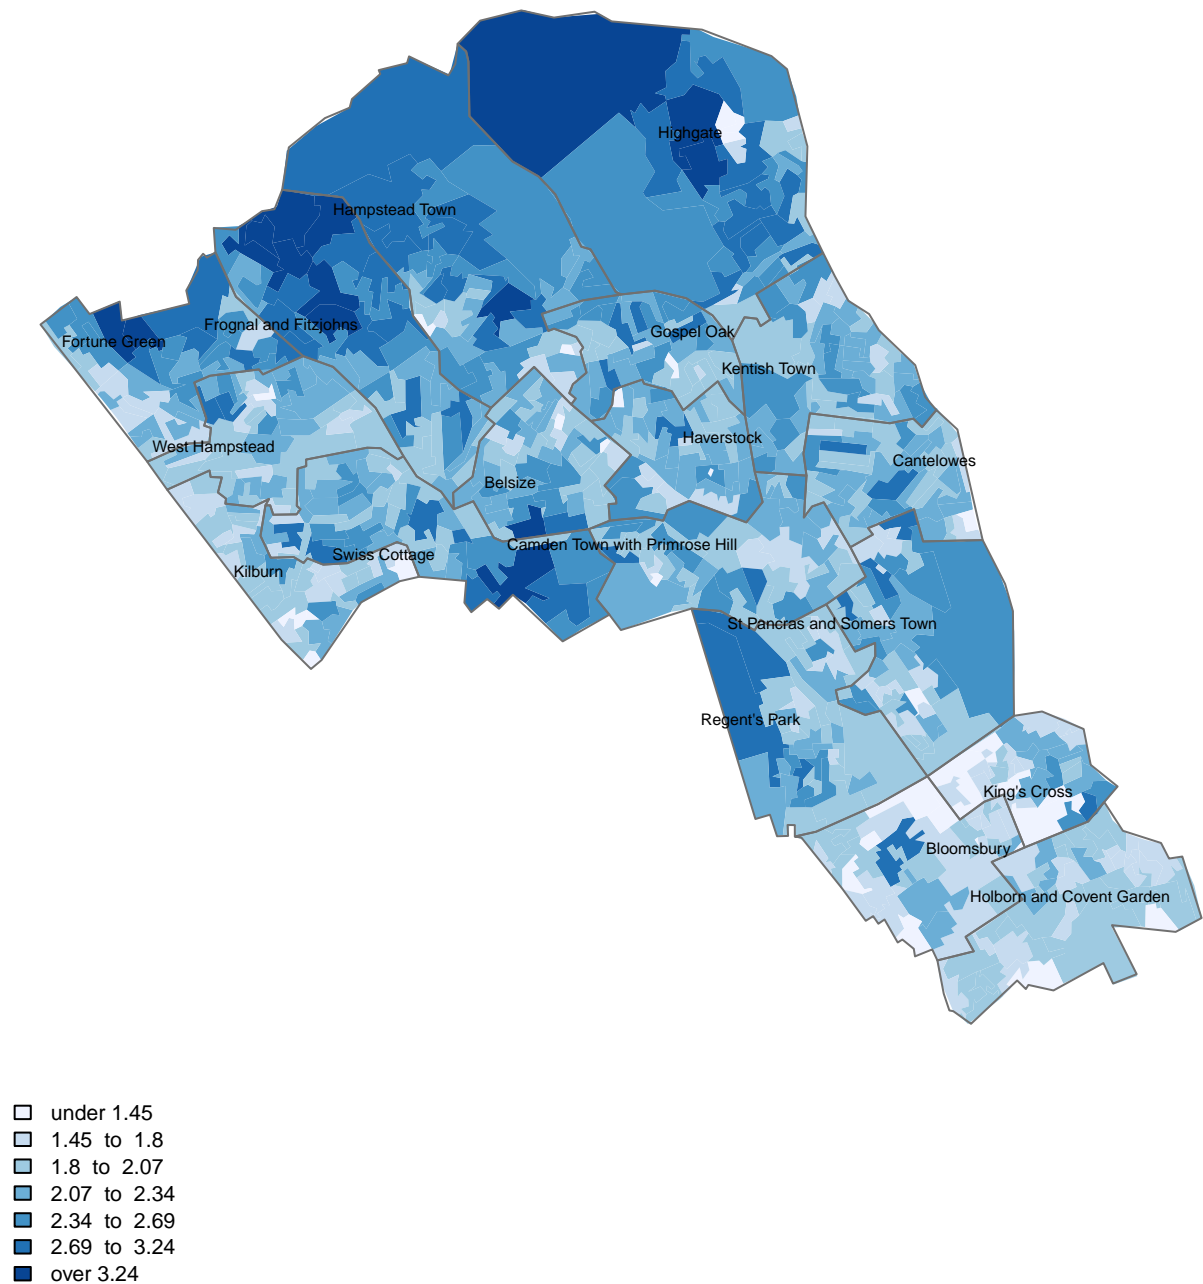 Highgate
Hampstead Town
Frognal and Fitzjohns
Gospel Oak
Fortune Green
Kentish Town
Haverstock
West Hampstead
Cantelowes
Belsize
Camden Town with Primrose Hill
Swiss Cottage
Kilburn
St Pancras and Somers Town
Regent's Park
King's Cross
Bloomsbury
Holborn and Covent Garden
under 1.45
1.45 to 1.8
1.8 to 2.07
2.07 to 2.34
2.34 to 2.69
2.69 to 3.24
over 3.24